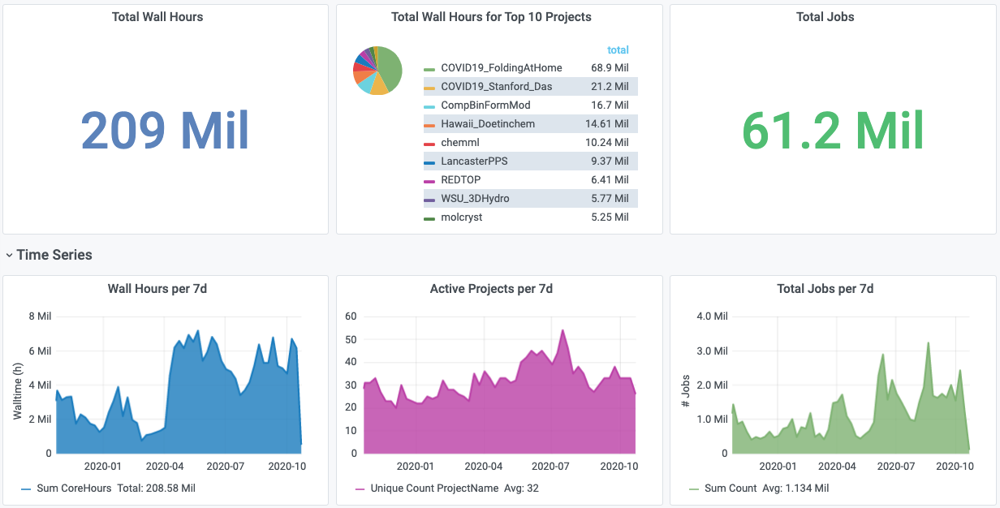 Total Wall Hours
209 Mil
Total Wall Hours for Top 10 Projects
total
COVID19_FoldingAtHome 68.9 Mil
COVID19_Stanford_Das 21.2 Mil
CompBinFormMod 16.7 Mil
Hawaii_Doetinchem 14.61 Mil
chemml 10.24 Mil
LancasterPPS 9.37 Mil
REDTOP 6.41 Mil
WSU_3DHydro 5.77 Mil
molcryst 5.25 Mil
Total Jobs
61.2 Mil
Time Series
Wall Hours per 7d
Walltime (h)
8 Mil
6 Mil
4 Mil
2 Mil
0
2020-01 2020-04 2020-07 2020-10
Sum CoreHours Total: 208.58 Mil
Active Projects per 7d
60
50
40
30
20
10
0
2020-01 2020-04 2020-07 2020-10
Unique Count ProjectName Avg: 32
Total Jobs per 7d
# Jobs
4.0 Mil
3.0 Mil
2.0 Mil
1.0 Mil
0
2020-01 2020-04 2020-07 2020-10
Sum Count Avg: 1.134 Mil